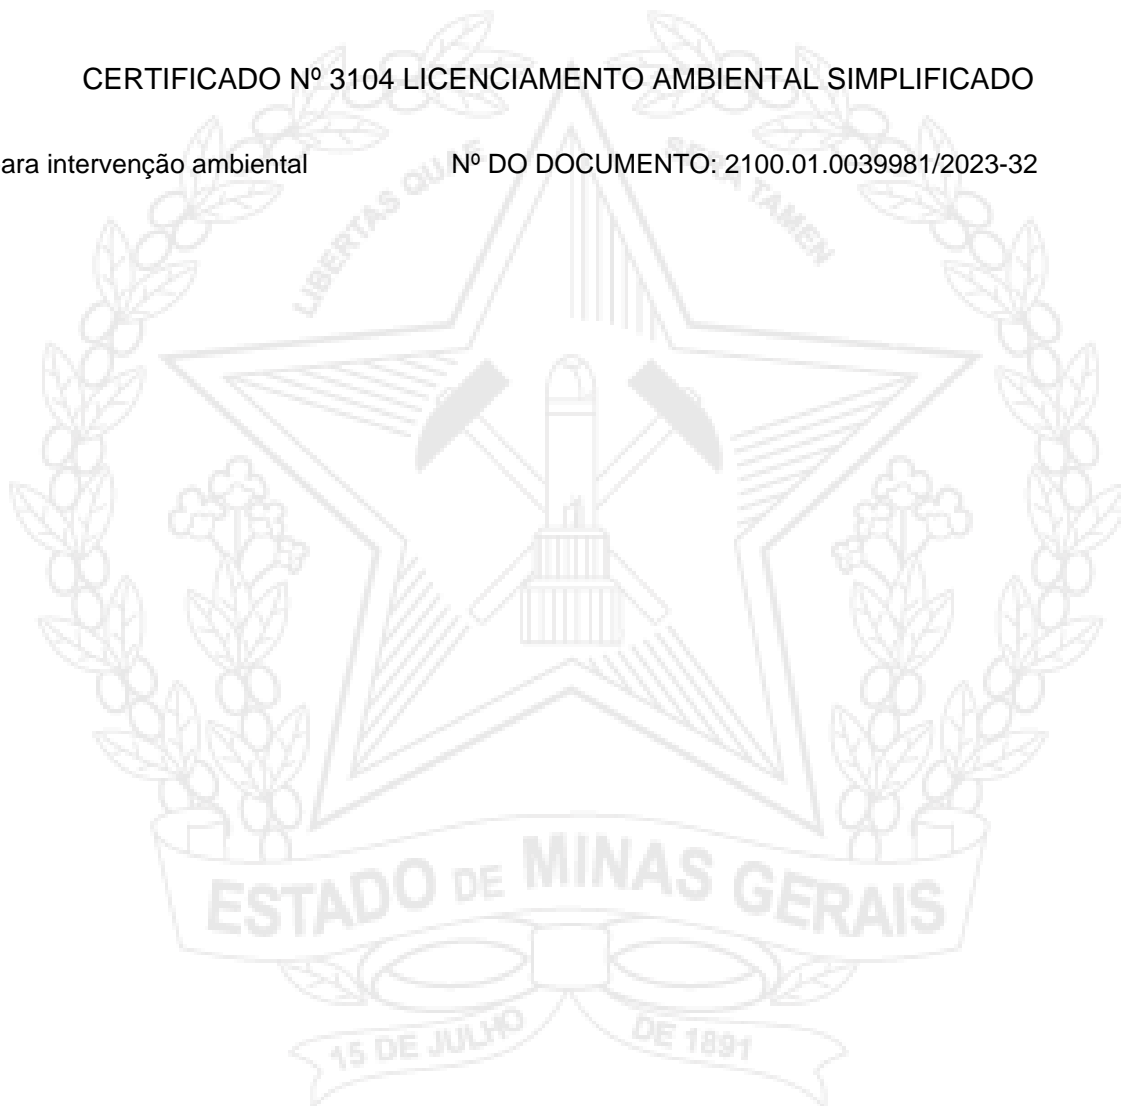 CERTIFICADO Nº 3104 LICENCIAMENTO AMBIENTAL SIMPLIFICADO
ara intervenção ambiental Nº DO DOCUMENTO: 2100.01.0039981/2023-32
LIBERTAS QUAE SERA TAMEN
ESTADO DE MINAS GERAIS
15 DE JULHO DE 1891